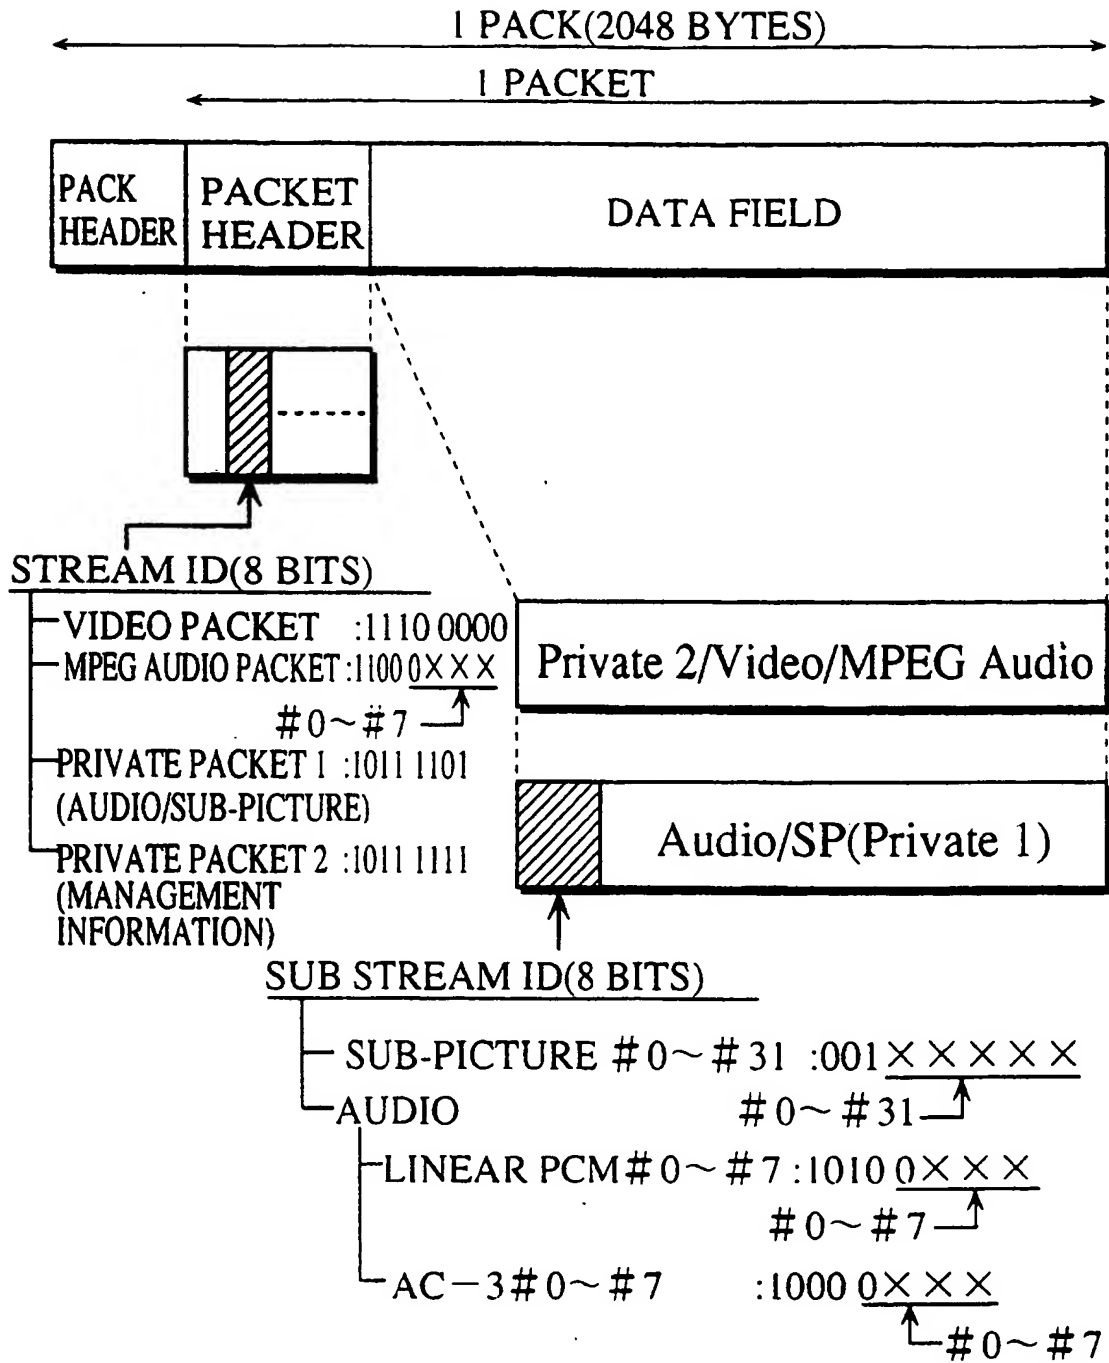 1 PACK(2048 BYTES)
1 PACKET
PACK HEADER
PACKET HEADER
DATA FIELD
STREAM ID(8 BITS)
VIDEO PACKET :1110 0000
MPEG AUDIO PACKET :1100 0×××
#0~#7
PRIVATE PACKET 1 :1011 1101
(AUDIO/SUB-PICTURE)
PRIVATE PACKET 2 :1011 1111
(MANAGEMENT
INFORMATION)
Private 2/Video/MPEG Audio
Audio/SP(Private 1)
SUB STREAM ID(8 BITS)
SUB-PICTURE #0~#31 :001×××××
#0~#31
AUDIO
LINEAR PCM#0~#7 :1010 0×××
#0~#7
AC-3#0~#7 :1000 0×××
#0~#7